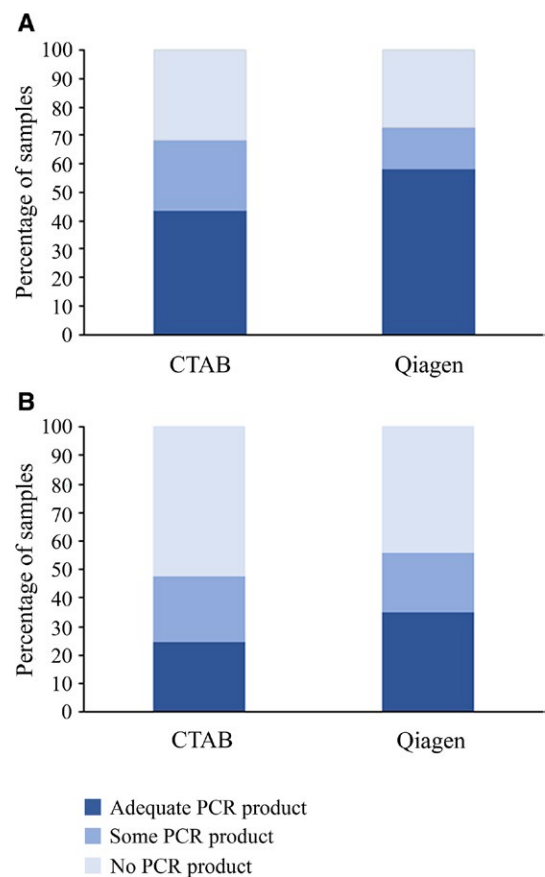 A
Percentage of samples
100
90
80
70
60
50
40
30
20
10
0
CTAB Qiagen
B
Percentage of samples
100
90
80
70
60
50
40
30
20
10
0
CTAB Qiagen
Adequate PCR product
Some PCR product
No PCR product